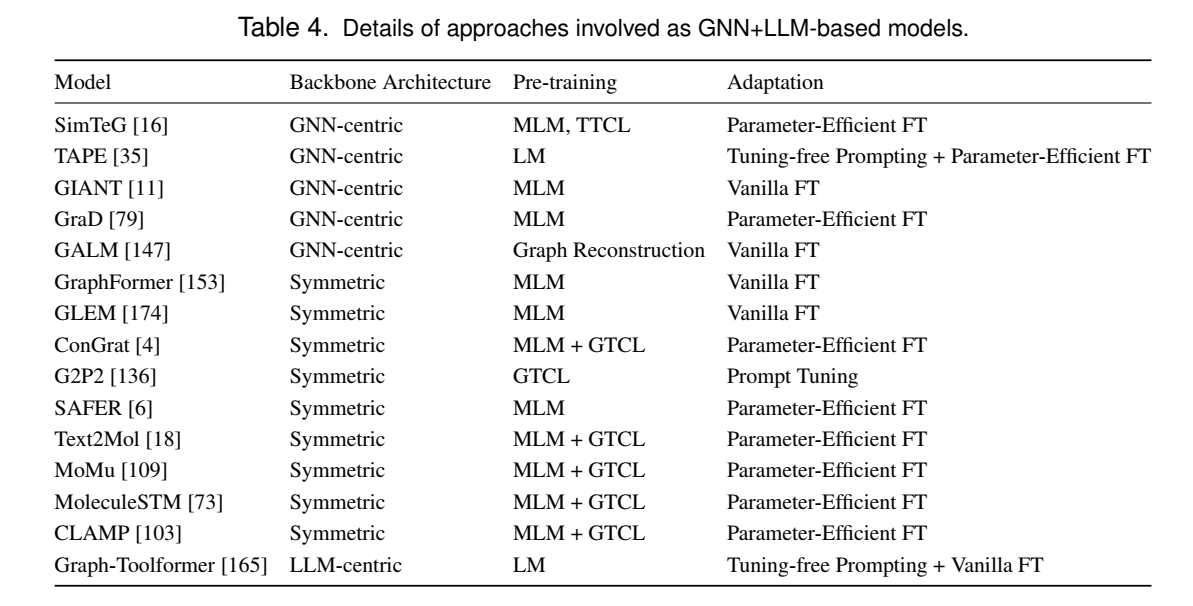 Table 4. Details of approaches involved as GNN+LLM-based models.
Model Backbone Architecture Pre-training Adaptation
SimTeG [16] GNN-centric MLM, TTCL Parameter-Efficient FT
TAPE [35] GNN-centric LM Tuning-free Prompting + Parameter-Efficient FT
GIANT [11] GNN-centric MLM Vanilla FT
GraD [79] GNN-centric MLM Parameter-Efficient FT
GALM [147] GNN-centric Graph Reconstruction Vanilla FT
GraphFormer [153] Symmetric MLM Vanilla FT
GLEM [174] Symmetric MLM Vanilla FT
ConGrat [4] Symmetric MLM + GTCL Parameter-Efficient FT
G2P2 [136] Symmetric GTCL Prompt Tuning
SAFER [6] Symmetric MLM Parameter-Efficient FT
Text2Mol [18] Symmetric MLM + GTCL Parameter-Efficient FT
MoMu [109] Symmetric MLM + GTCL Parameter-Efficient FT
MoleculeSTM [73] Symmetric MLM + GTCL Parameter-Efficient FT
CLAMP [103] Symmetric MLM + GTCL Parameter-Efficient FT
Graph-Toolformer [165] LLM-centric LM Tuning-free Prompting + Vanilla FT